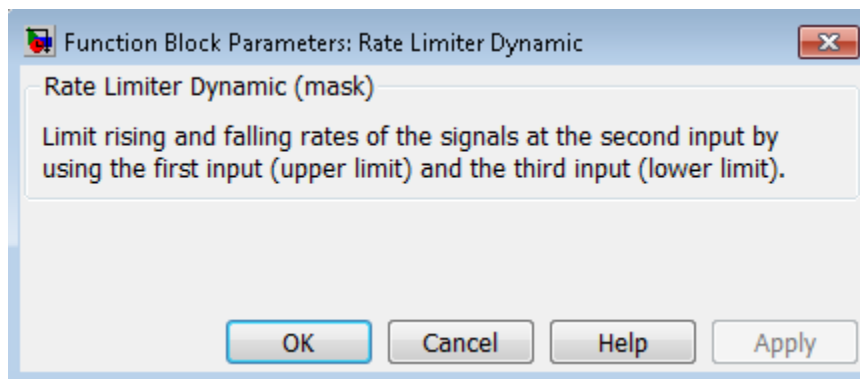 Function Block Parameters: Rate Limiter Dynamic
Rate Limiter Dynamic (mask)
Limit rising and falling rates of the signals at the second input by
using the first input (upper limit) and the third input (lower limit).
OK Cancel Help Apply